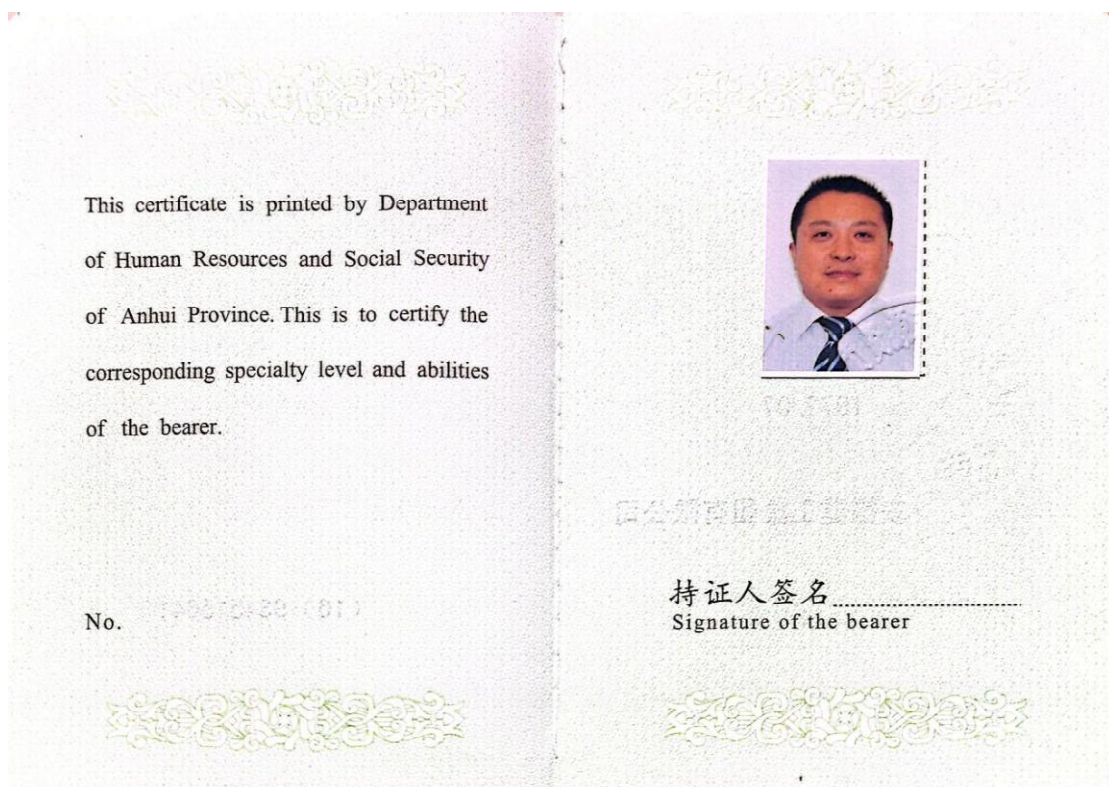 This certificate is printed by Department
of Human Resources and Social Security
of Anhui Province. This is to certify the
corresponding specialty level and abilities
of the bearer.
No.
持证人签名
Signature of the bearer